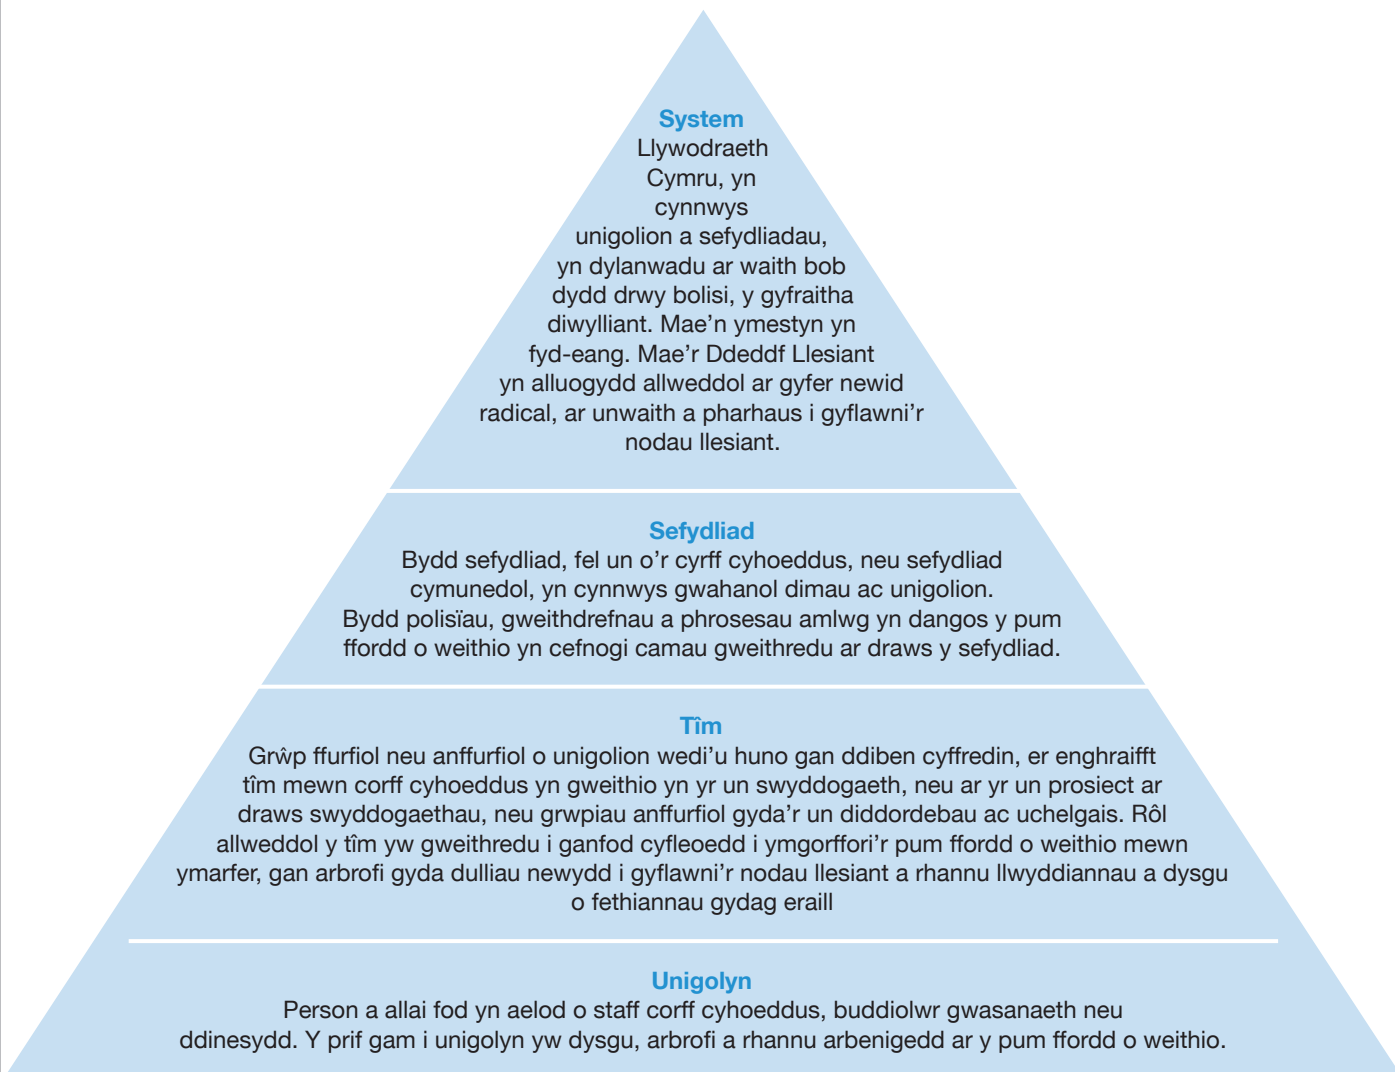 System
Llywodraeth
Cymru, yn
cynnwys
unigolion a sefydliadau,
yn dylanwadu ar waith bob
dydd drwy bolisi, y gyfraitha
diwylliant. Mae’n ymestyn yn
fyd-eang. Mae’r Ddeddf Llesiant
yn alluogydd allweddol ar gyfer newid
radical, ar unwaith a pharhaus i gyflawni’r
nodau llesiant.
Sefydliad
Bydd sefydliad, fel un o’r cyrff cyhoeddus, neu sefydliad
cymunedol, yn cynnwys gwahanol dimau ac unigolion.
Bydd polisïau, gweithdrefnau a phrosesau amlwg yn dangos y pum
ffordd o weithio yn cefnogi camau gweithredu ar draws y sefydliad.
Tîm
Grŵp ffurfiol neu anffurfiol o unigolion wedi’u huno gan ddiben cyffredin, er enghraifft
tîm mewn corff cyhoeddus yn gweithio yn yr un swyddogaeth, neu ar yr un prosiect ar
draws swyddogaethau, neu grwpiau anffurfiol gyda’r un diddordebau ac uchelgais. Rôl
allweddol y tîm yw gweithredu i ganfod cyfleoedd i ymgorffori’r pum ffordd o weithio mewn
ymarfer, gan arbrofi gyda dulliau newydd i gyflawni’r nodau llesiant a rhannu llwyddiannau a dysgu
o fethiannau gydag eraill
Unigolyn
Person a allai fod yn aelod o staff corff cyhoeddus, buddiolwr gwasanaeth neu
ddinesydd. Y prif gam i unigolyn yw dysgu, arbrofi a rhannu arbenigedd ar y pum ffordd o weithio.